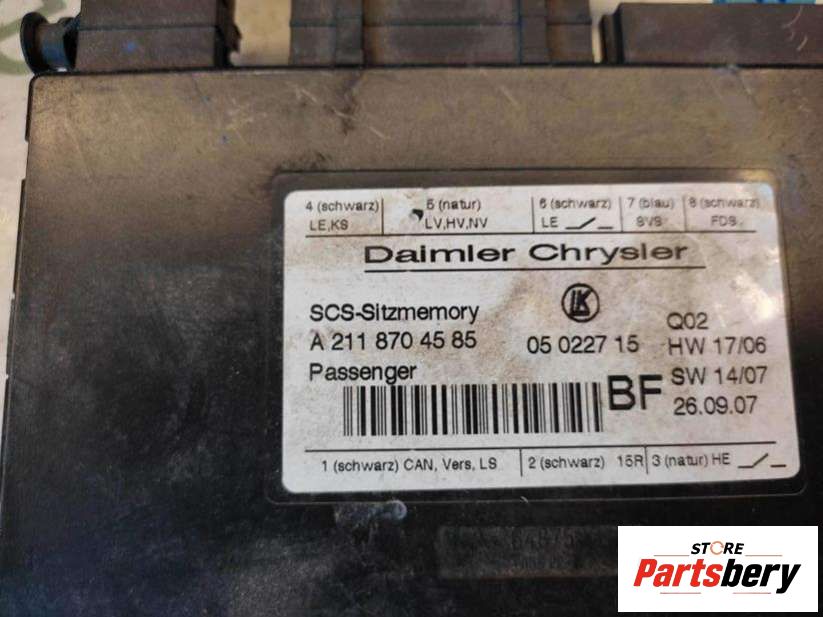 4 (schwarz) 5 (natur) 6 (schwarz) 7 (blau) 8 (schwarz)
LE,KS LV,HV,NV LE SVS FDS
Daimler Chrysler
SCS-Sitzmemory LK Q02
A 211 870 45 85 05 0227 15 HW 17/06
Passenger BF SW 14/07
26.09.07
1 (schwarz) CAN, Vers, LS 2 (schwarz) 15R 3 (natur) HE
STORE
Partsbery